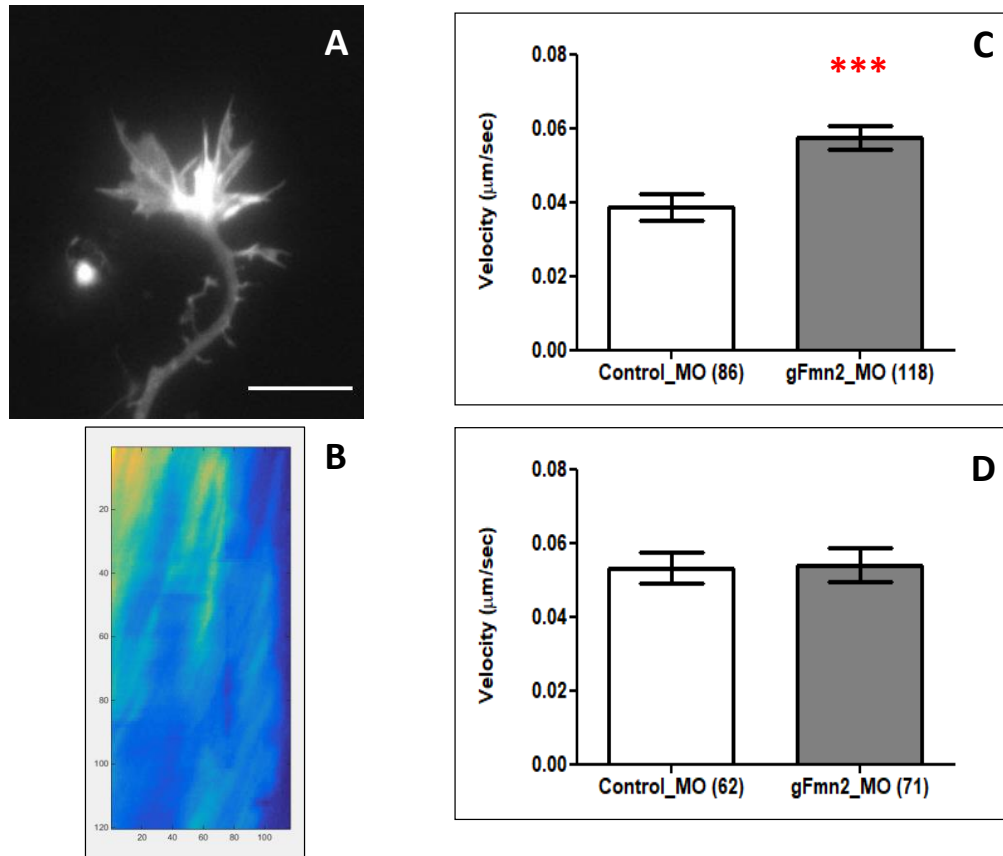 A
B
20
40
60
80
100
120
20 40 60 80 100
C
***
Velocity (µm/sec)
0.08
0.06
0.04
0.02
0.00
Control_MO (86) gFmn2_MO (118)
D
Velocity (µm/sec)
0.08
0.06
0.04
0.02
0.00
Control_MO (62) gFmn2_MO (71)